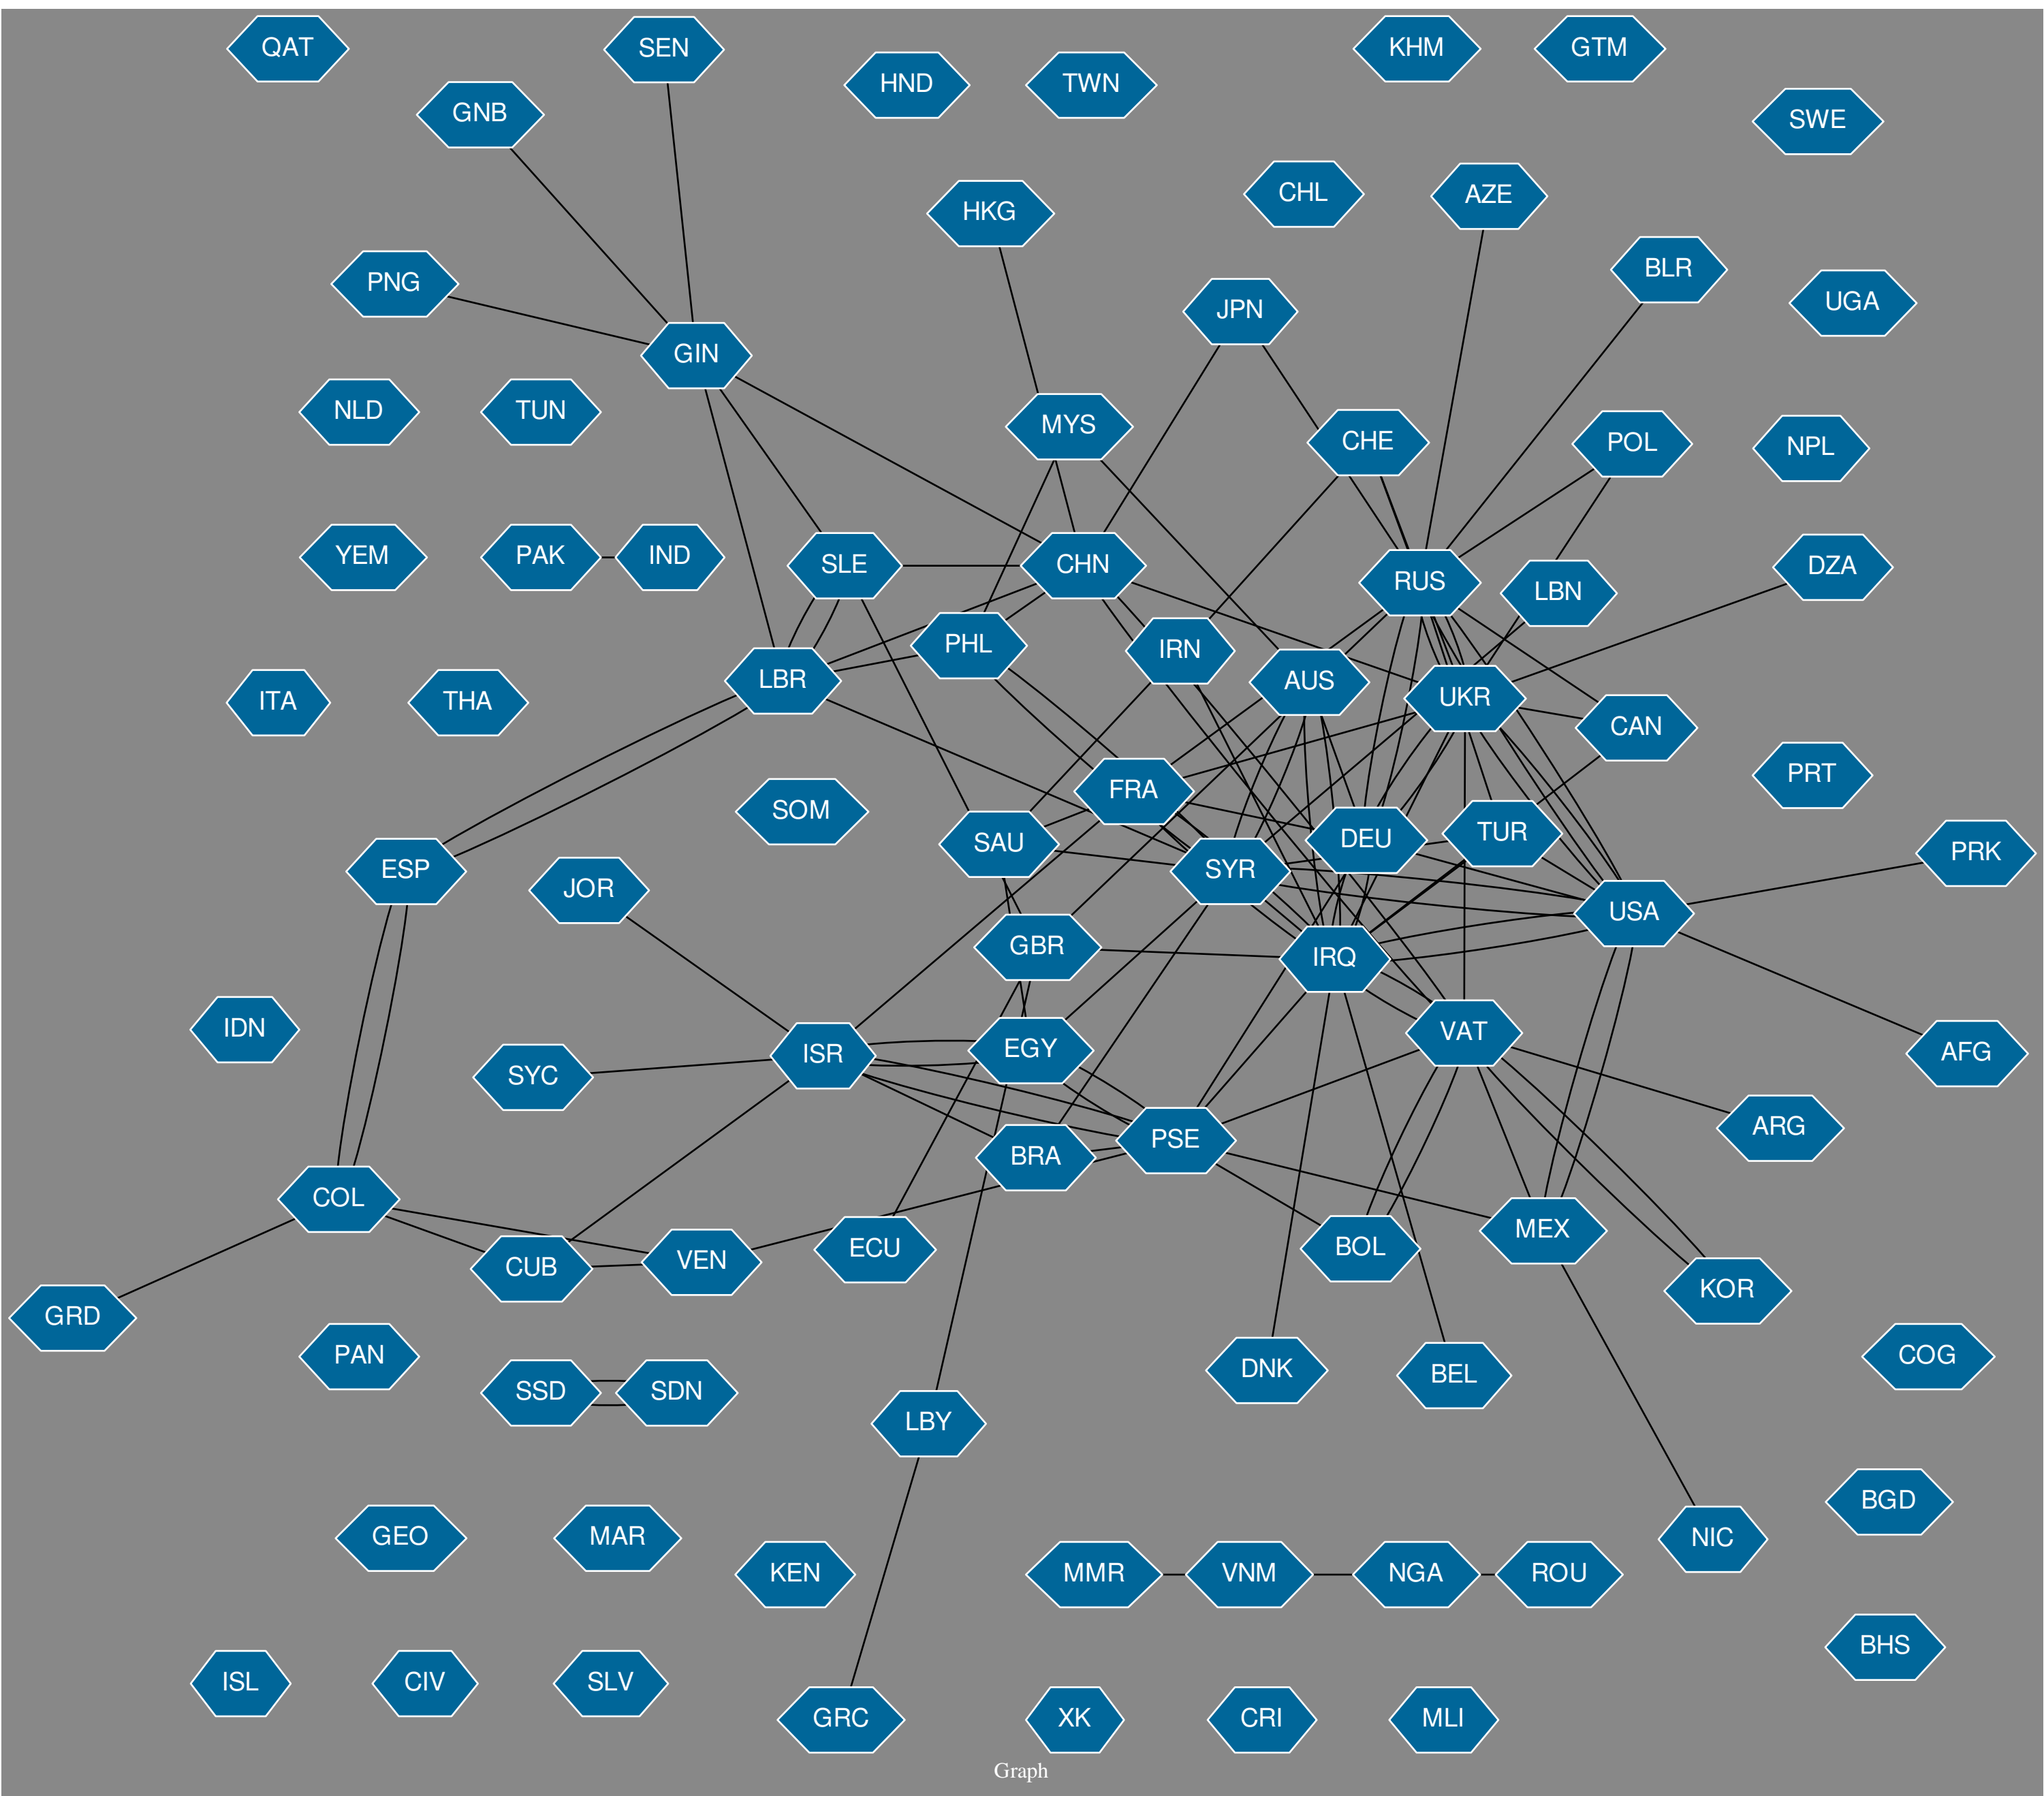 QAT
SEN
KHM
GTM
HND
TWN
GNB
SWE
CHL
AZE
HKG
BLR
PNG
JPN
UGA
GIN
NLD
TUN
MYS
CHE
POL
NPL
YEM
PAK
IND
SLE
CHN
DZA
RUS
LBN
PHL
IRN
LBR
AUS
ITA
THA
UKR
CAN
PRT
FRA
SOM
TUR
DEU
SAU
PRK
ESP
SYR
JOR
USA
GBR
IRQ
IDN
VAT
EGY
ISR
AFG
SYC
ARG
PSE
BRA
COL
MEX
BOL
ECU
VEN
CUB
KOR
GRD
PAN
COG
DNK
BEL
SSD
SDN
LBY
BGD
GEO
MAR
NIC
KEN
MMR
VNM
NGA
ROU
BHS
ISL
CIV
SLV
GRC
XK
CRI
MLI
Graph